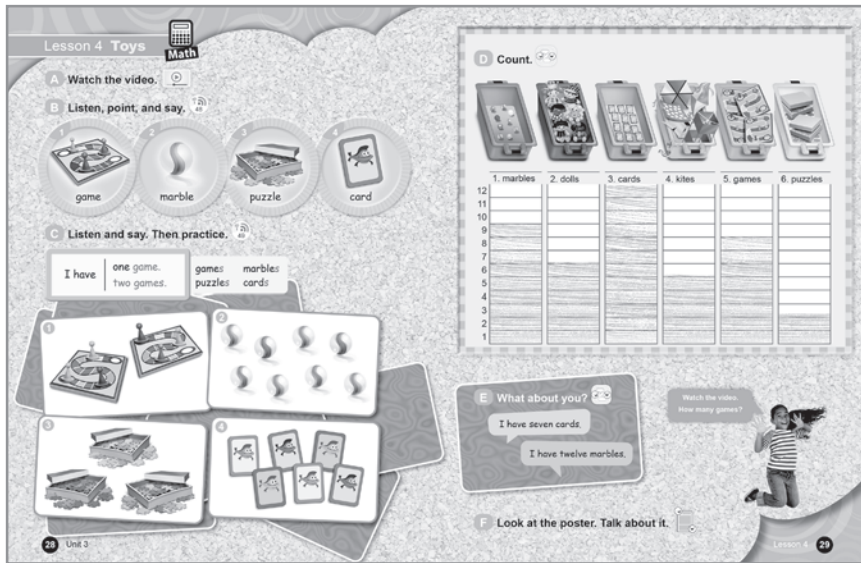 Lesson 4 Toys
Math
A Watch the video.
B Listen, point, and say.
1
game
2
marble
3
puzzle
4
card
C Listen and say. Then practice.
I have
one game.
two games.
games marbles
puzzles cards
1
2
3
4
28 Unit 3
D Count.
1. marbles 2. dolls 3. cards 4. kites 5. games 6. puzzles
12
11
10
9
8
7
6
5
4
3
2
1
E What about you?
I have seven cards.
I have twelve marbles.
Watch the video.
How many games?
F Look at the poster. Talk about it.
Lesson 4 29